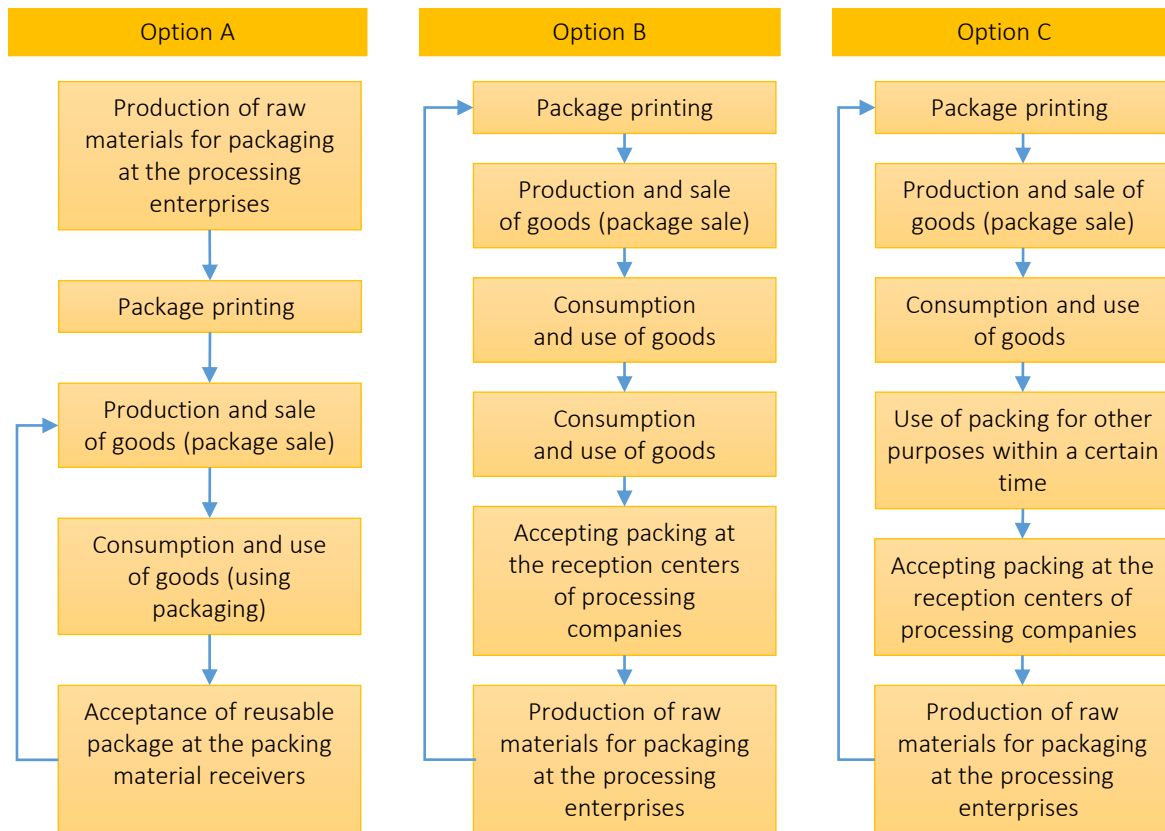 Option A
Production of raw
materials for packaging
at the processing
enterprises
Package printing
Production and sale
of goods (package sale)
Consumption and use
of goods (using
packaging)
Acceptance of reusable
package at the packing
material receivers
Option B
Package printing
Production and sale
of goods (package sale)
Consumption
and use of goods
Consumption
and use of goods
Accepting packing at
the reception centers
of processing
companies
Production of raw
materials for packaging
at the processing
enterprises
Option C
Package printing
Production and sale of
goods (package sale)
Consumption and use
of goods
Use of packing for other
purposes within a certain
time
Accepting packing at the
reception centers of
processing companies
Production of raw
materials for packaging
at the processing
enterprises